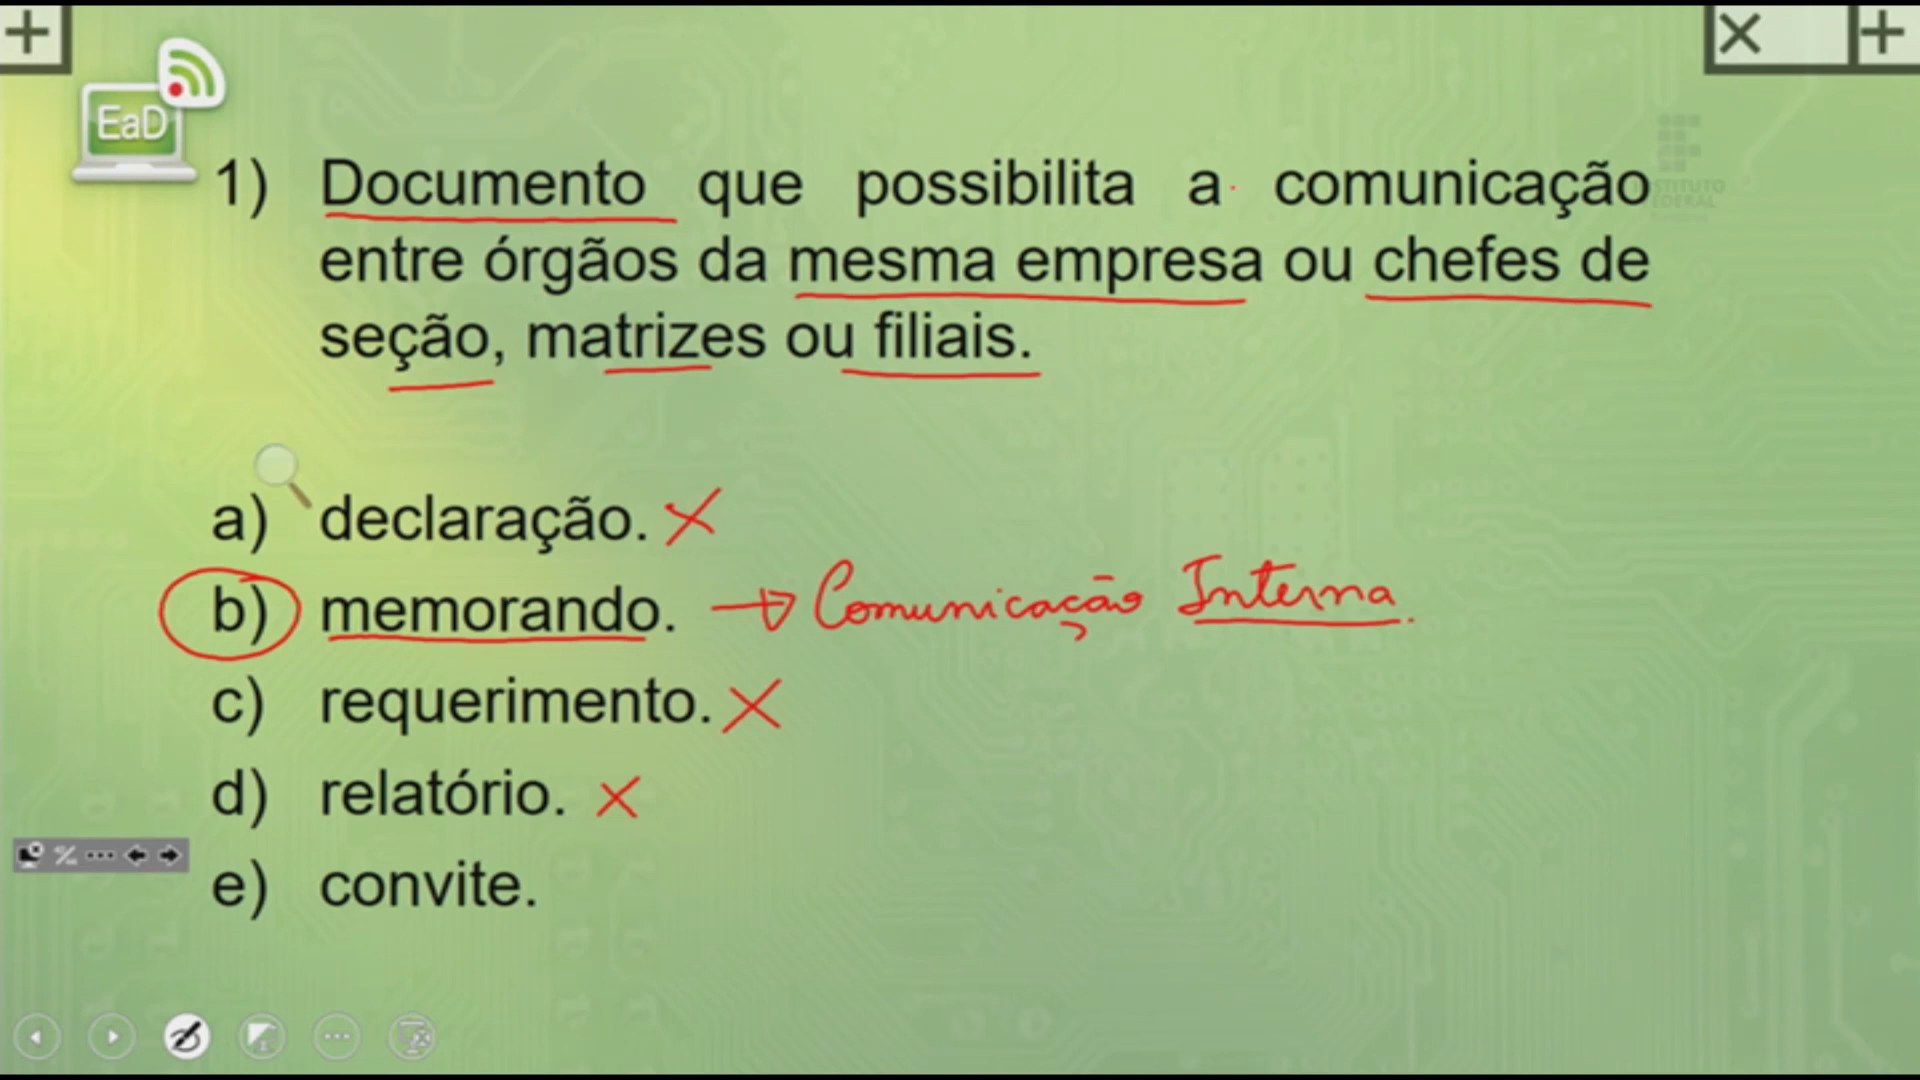 EaD
1) Documento que possibilita a comunicação
entre órgãos da mesma empresa ou chefes de
seção, matrizes ou filiais.
a) declaração.
b) memorando. → Comunicação Interna.
c) requerimento.
d) relatório.
e) convite.